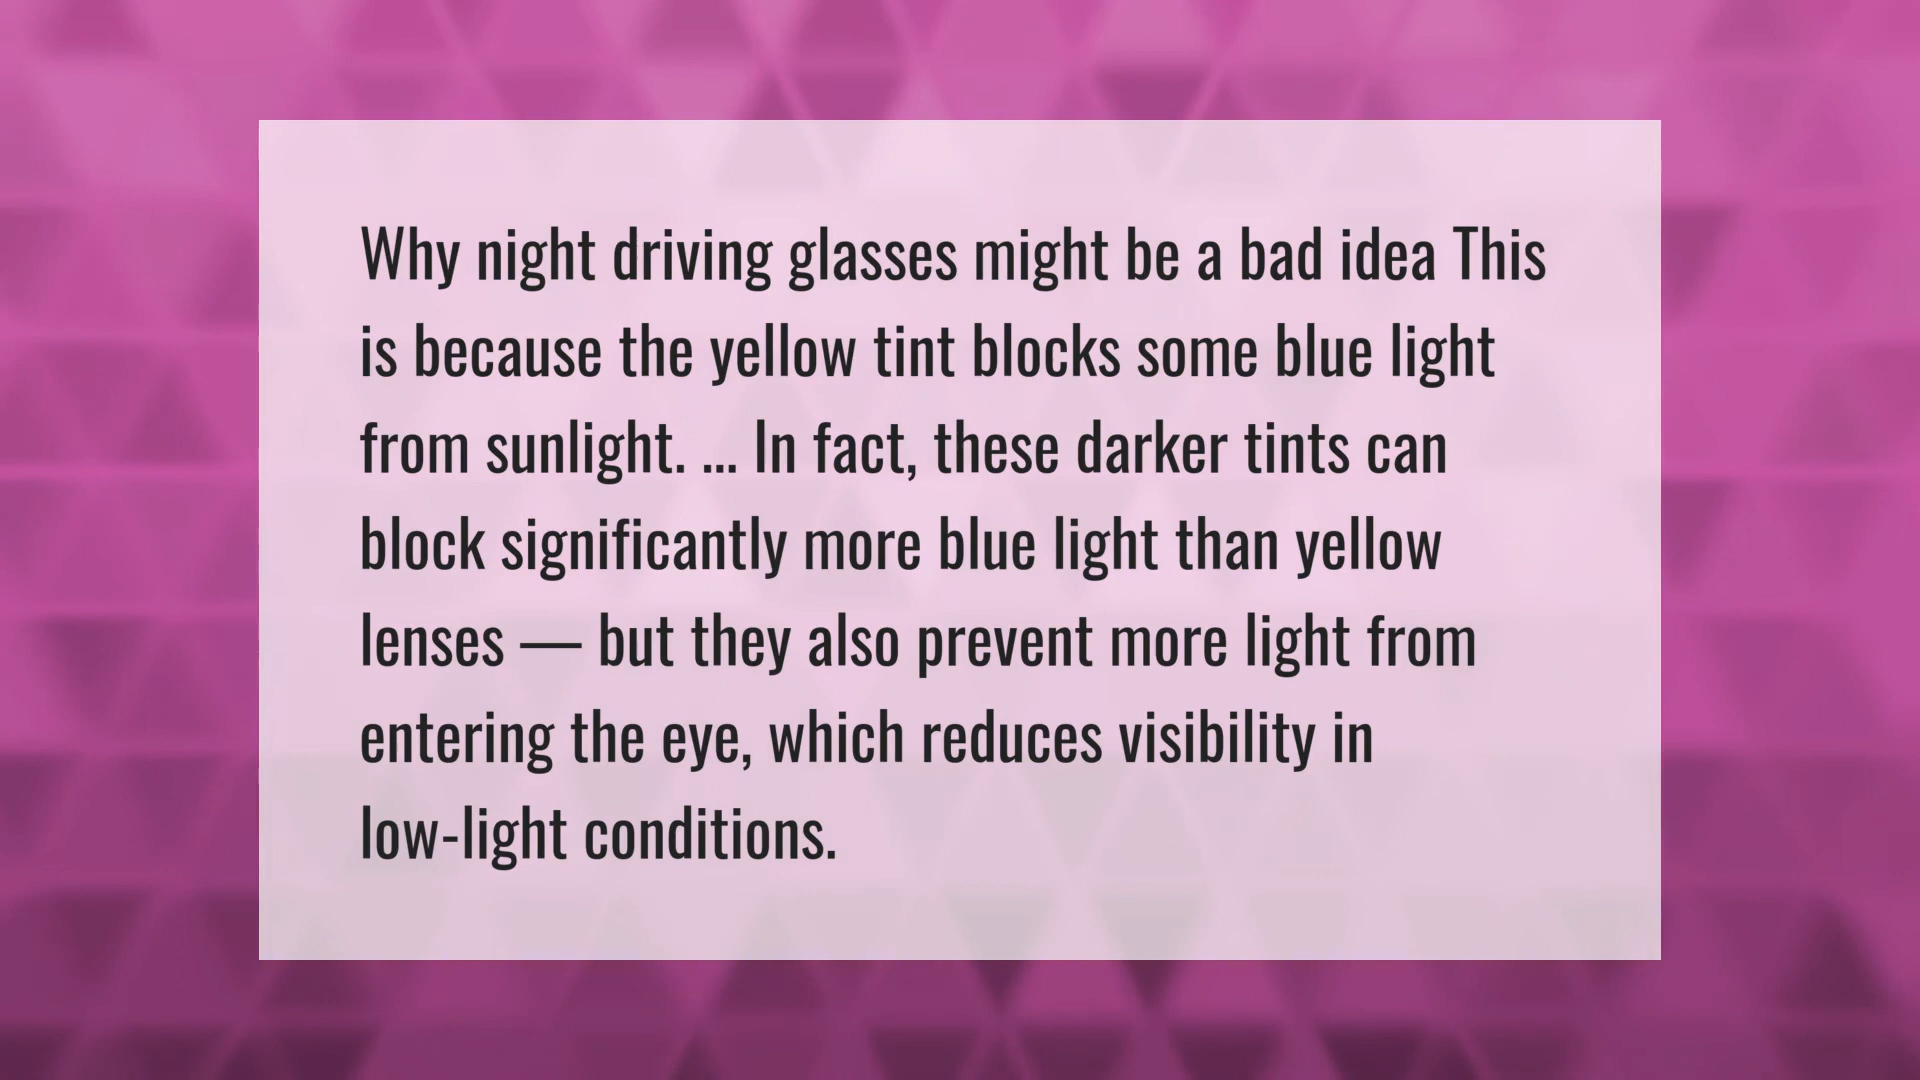 Why night driving glasses might be a bad idea This
is because the yellow tint blocks some blue light
from sunlight. ... In fact, these darker tints can
block significantly more blue light than yellow
lenses — but they also prevent more light from
entering the eye, which reduces visibility in
low-light conditions.